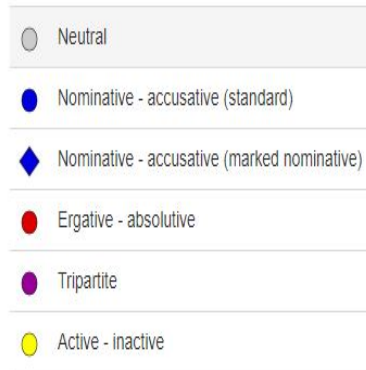 Neutral
Nominative - accusative (standard)
Nominative - accusative (marked nominative)
Ergative - absolutive
Tripartite
Active - inactive